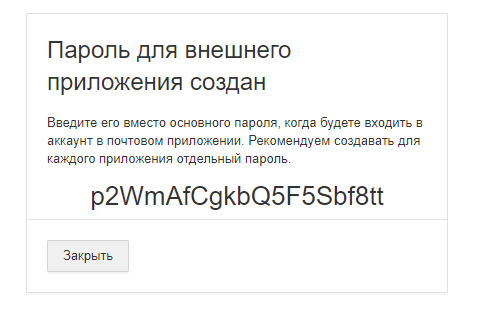 Пароль для внешнего
приложения создан
Введите его вместо основного пароля, когда будете входить в
аккаунт в почтовом приложении. Рекомендуем создавать для
каждого приложения отдельный пароль.
p2WmAfCgkbQ5F5Sbf8tt
Закрыть